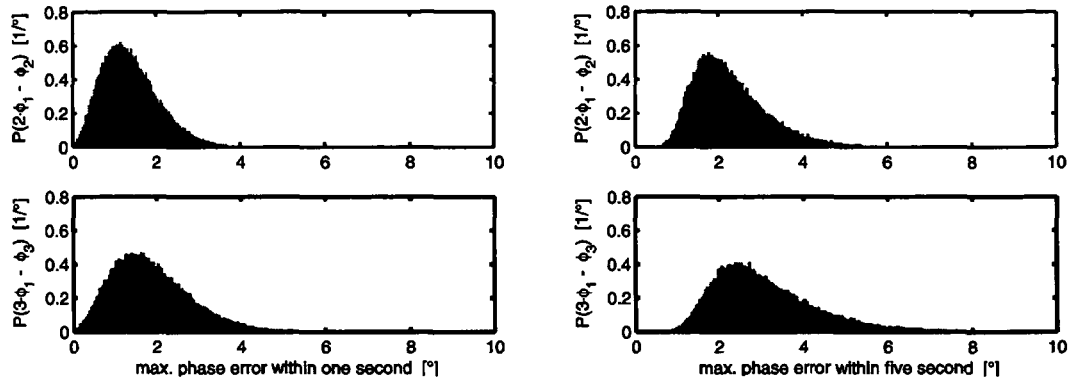 P(2·ϕ1 - ϕ2) [1/°]
0.8
0.6
0.4
0.2
0
0 2 4 6 8 10
P(2·ϕ1 - ϕ2) [1/°]
0.8
0.6
0.4
0.2
0
0 2 4 6 8 10
P(3·ϕ1 - ϕ3) [1/°]
0.8
0.6
0.4
0.2
0
0 2 4 6 8 10
max. phase error within one second [°]
P(3·ϕ1 - ϕ3) [1/°]
0.8
0.6
0.4
0.2
0
0 2 4 6 8 10
max. phase error within five second [°]